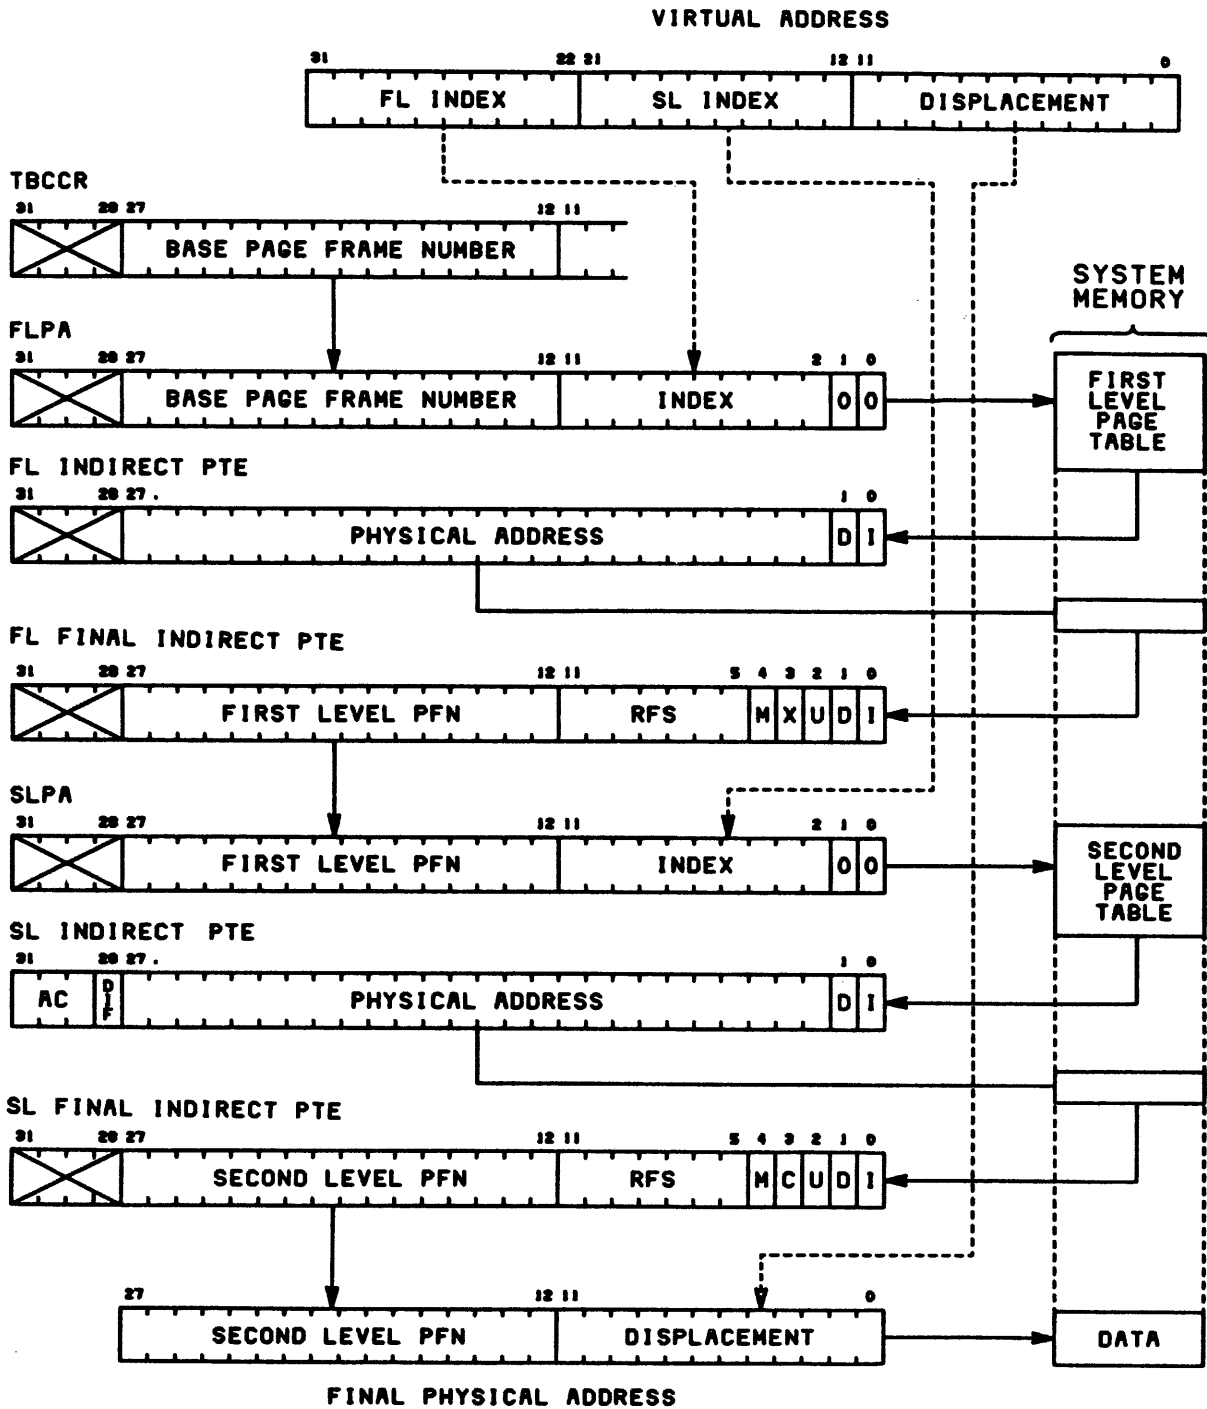 VIRTUAL ADDRESS
31 22 21 12 11 0
FL INDEX SL INDEX DISPLACEMENT
TBCCR
31 28 27 12 11
BASE PAGE FRAME NUMBER
SYSTEM
MEMORY
FLPA
31 28 27 12 11 2 1 0
BASE PAGE FRAME NUMBER INDEX 0 0
FIRST
LEVEL
PAGE
TABLE
FL INDIRECT PTE
31 28 27 . 1 0
PHYSICAL ADDRESS D I
FL FINAL INDIRECT PTE
31 28 27 12 11 5 4 3 2 1 0
FIRST LEVEL PFN RFS M X U D I
SLPA
31 28 27 12 11 2 1 0
FIRST LEVEL PFN INDEX 0 0
SECOND
LEVEL
PAGE
TABLE
SL INDIRECT PTE
31 28 27 . 1 0
AC DIF PHYSICAL ADDRESS D I
SL FINAL INDIRECT PTE
31 28 27 12 11 5 4 3 2 1 0
SECOND LEVEL PFN RFS M C U D I
27 12 11 0
SECOND LEVEL PFN DISPLACEMENT
DATA
FINAL PHYSICAL ADDRESS